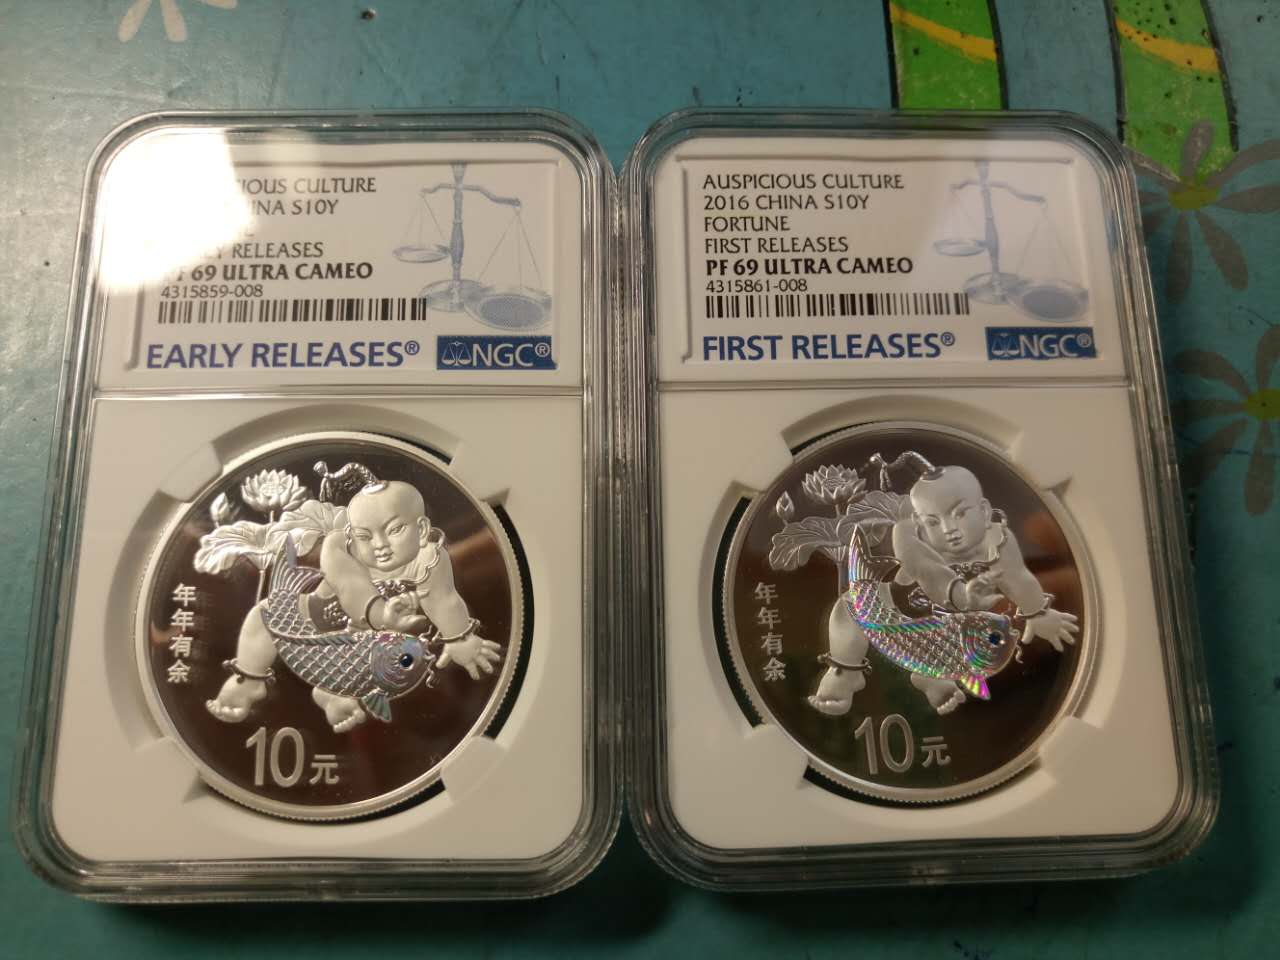 CULTURE
S10Y
RELEASES
69 ULTRA CAMEO
4315859-008
EARLY RELEASES®
NGC®
年年有余
10元
AUSPICIOUS CULTURE
2016 CHINA S10Y
FORTUNE
FIRST RELEASES
PF 69 ULTRA CAMEO
4315861-008
FIRST RELEASES®
NGC®
年年有余
10元